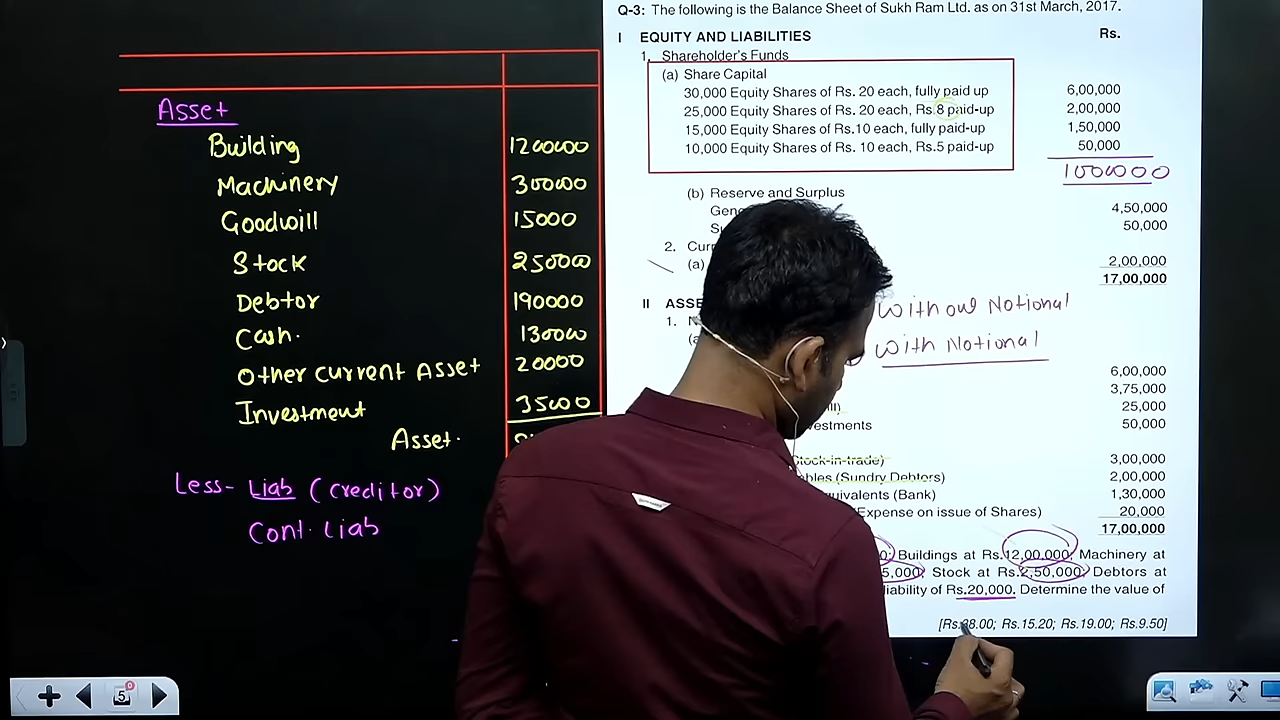 Asset
Building 1200000
Machinery 300000
Goodwill 15000
Stock 250000
Debtor 190000
Cash. 130000
Other Current Asset 20000
Investment 35000
Asset.
Less- Liab (Creditor)
Cont. Liab
Q-3: The following is the Balance Sheet of Sukh Ram Ltd. as on 31st March, 2017.
I EQUITY AND LIABILITIES Rs.
1. Shareholder's Funds
(a) Share Capital
30,000 Equity Shares of Rs. 20 each, fully paid up 6,00,000
25,000 Equity Shares of Rs. 20 each, Rs.8 paid-up 2,00,000
15,000 Equity Shares of Rs.10 each, fully paid-up 1,50,000
10,000 Equity Shares of Rs. 10 each, Rs.5 paid-up 50,000
1000000
(b) Reserve and Surplus
4,50,000
50,000
2.
(a) 2,00,000
17,00,000
II
Without Notional
1.
With Notional
6,00,000
3,75,000
25,000
50,000
Stock-in-trade) 3,00,000
(Sundry Debtors) 2,00,000
(Bank) 1,30,000
Expense on issue of Shares) 20,000
17,00,000
Buildings at Rs.12,00,000; Machinery at
5,000; Stock at Rs.2,50,000; Debtors at
of Rs.20,000. Determine the value of
[Rs.38.00; Rs.15.20; Rs.19.00; Rs.9.50]
5